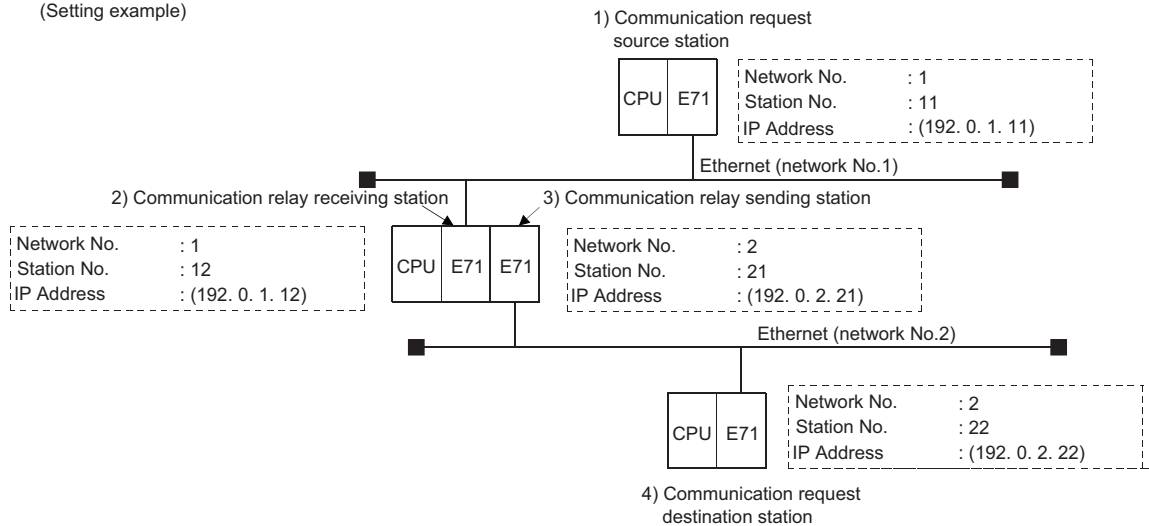 (Setting example)
1) Communication request
source station
CPU E71
Network No. : 1
Station No. : 11
IP Address : (192. 0. 1. 11)
Ethernet (network No.1)
2) Communication relay receiving station
3) Communication relay sending station
Network No. : 1
Station No. : 12
IP Address : (192. 0. 1. 12)
CPU E71 E71
Network No. : 2
Station No. : 21
IP Address : (192. 0. 2. 21)
Ethernet (network No.2)
CPU E71
Network No. : 2
Station No. : 22
IP Address : (192. 0. 2. 22)
4) Communication request
destination station